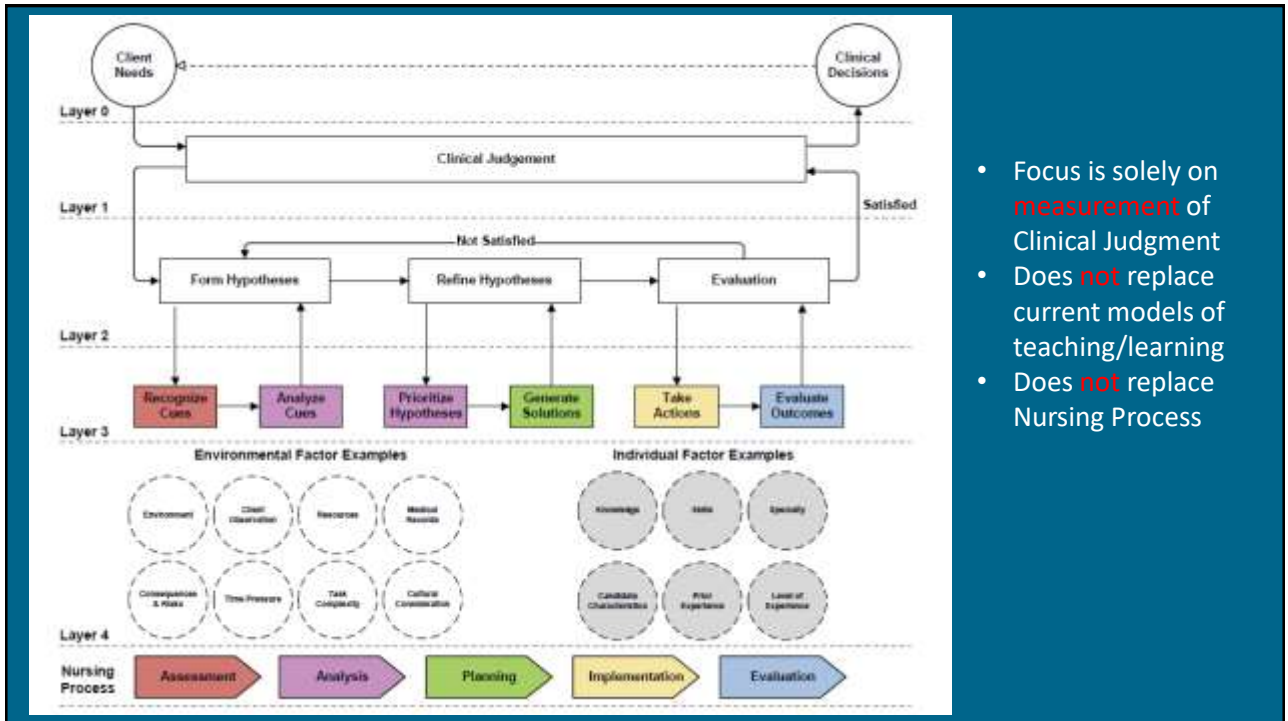 Client
Needs
Clinical
Decisions
Layer 0
Clinical Judgement
Layer 1
Satisfied
Not Satisfied
Form Hypotheses
Refine Hypotheses
Evaluation
Layer 2
Recognize
Cues
Analyze
Cues
Prioritize
Hypotheses
Generate
Solutions
Take
Actions
Evaluate
Outcomes
Layer 3
Environmental Factor Examples
Individual Factor Examples
Environment
Client
Observation
Resources
Medical
Records
Knowledge
Skills
Specialty
Consequences
& Risks
Time Pressure
Task
Complexity
Cultural
Consideration
Candidate
Characteristics
Prior
Experience
Level of
Experience
Layer 4
Nursing
Process
Assessment
Analysis
Planning
Implementation
Evaluation
• Focus is solely on
measurement of
Clinical Judgment
• Does not replace
current models of
teaching/learning
• Does not replace
Nursing Process